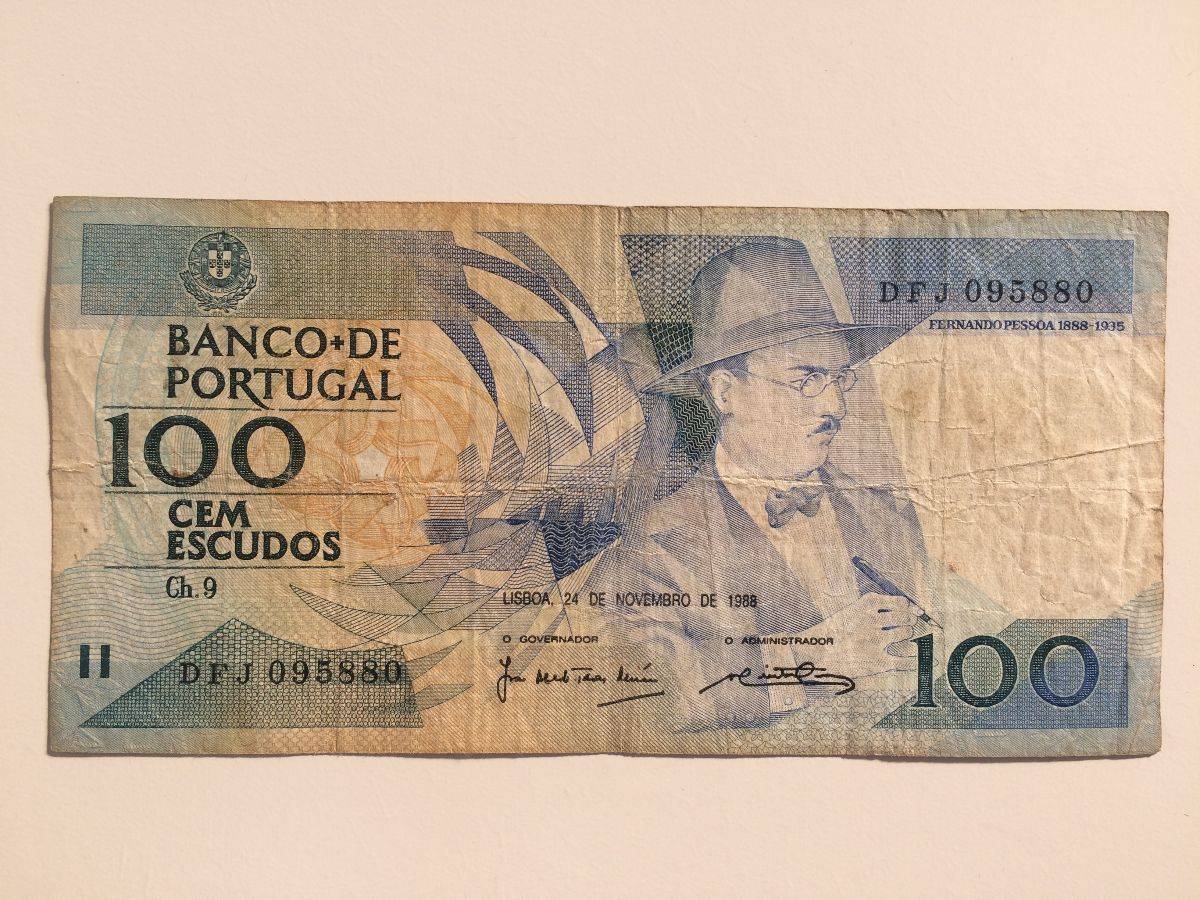 DFJ 095880
FERNANDO PESSOA 1888-1935
BANCO+DE
PORTUGAL
100
CEM
ESCUDOS
Ch. 9
LISBOA, 24 DE NOVEMBRO DE 1988
O GOVERNADOR
O ADMINISTRADOR
DFJ 095880
100